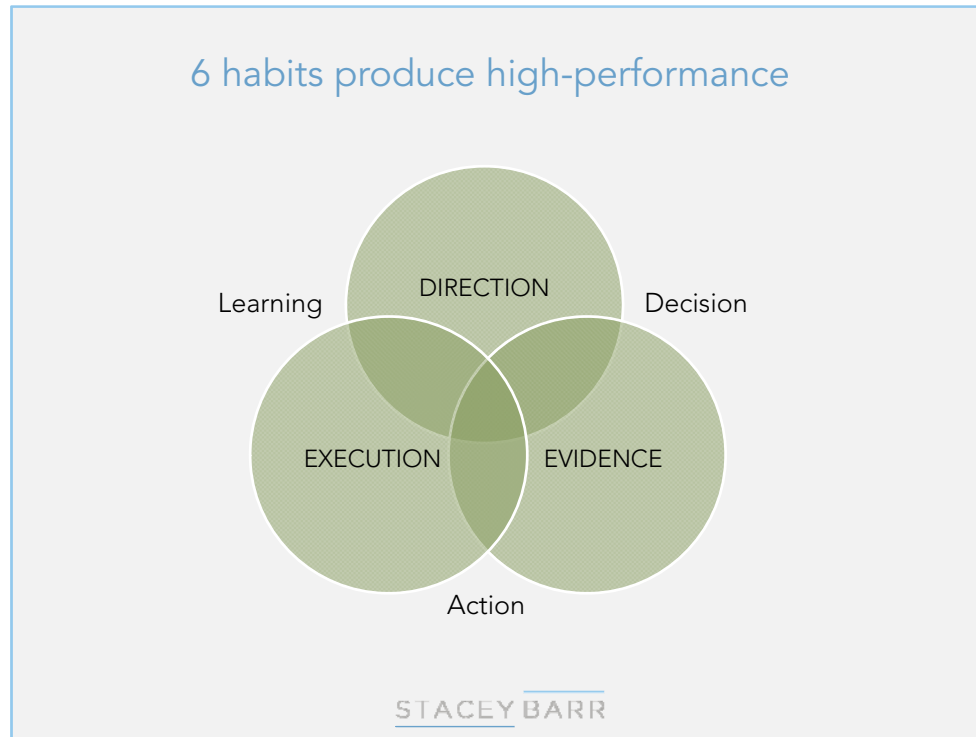 6 habits produce high-performance
DIRECTION
Learning
Decision
EXECUTION
EVIDENCE
Action
STACEY BARR